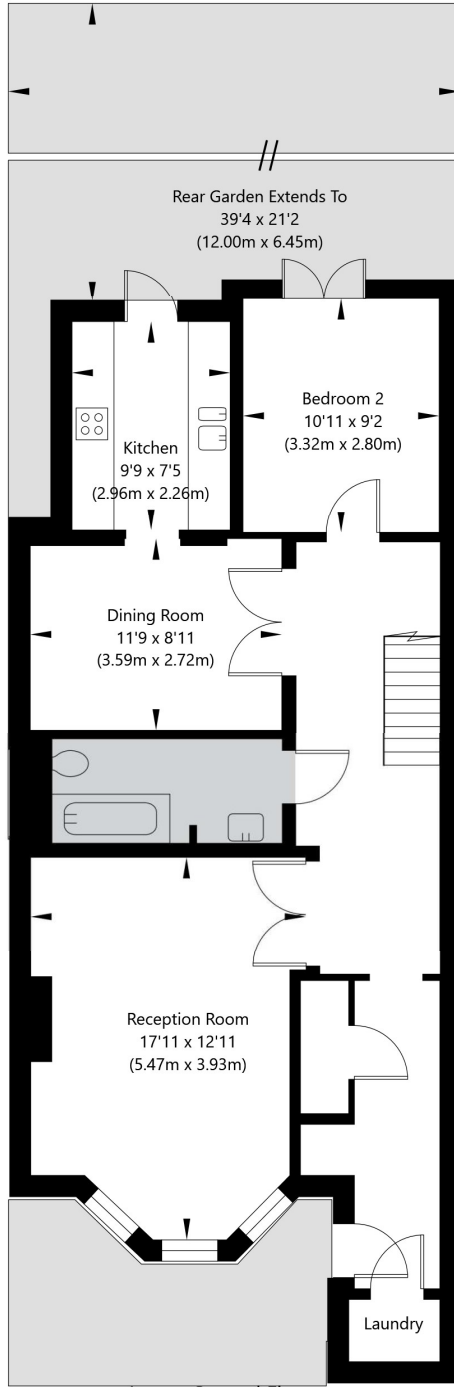 Rear Garden Extends To
39'4 x 21'2
(12.00m x 6.45m)
Bedroom 2
10'11 x 9'2
(3.32m x 2.80m)
Kitchen
9'9 x 7'5
(2.96m x 2.26m)
Dining Room
11'9 x 8'11
(3.59m x 2.72m)
Reception Room
17'11 x 12'11
(5.47m x 3.93m)
Laundry